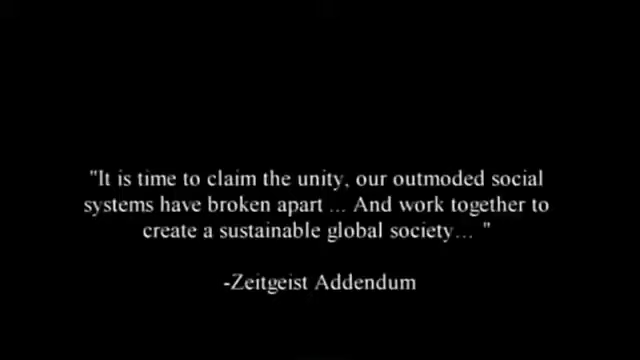 "It is time to claim the unity, our outmoded social
systems have broken apart ... And work together to
create a sustainable global society... "
-Zeitgeist Addendum